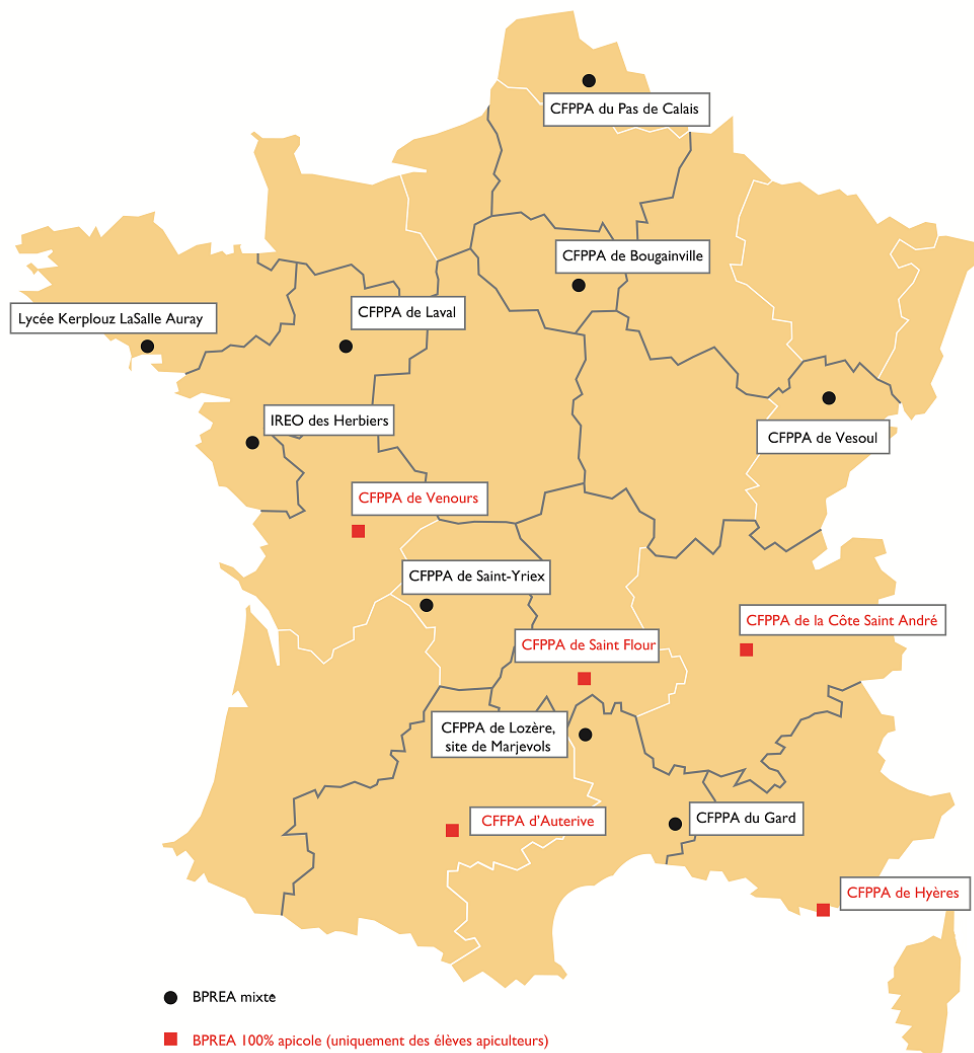 CFPPA du Pas de Calais
CFPPA de Bougainville
Lycée Kerplouz LaSalle Auray
CFPPA de Laval
IREO des Herbiers
CFPPA de Vesoul
CFPPA de Venours
CFPPA de Saint-Yriex
CFPPA de la Côte Saint André
CFPPA de Saint Flour
CFPPA de Lozère,
site de Marjevols
CFFPA d'Auterive
CFPPA du Gard
CFPPA de Hyères
BPREA mixte
BPREA 100% apicole (uniquement des élèves apiculteurs)